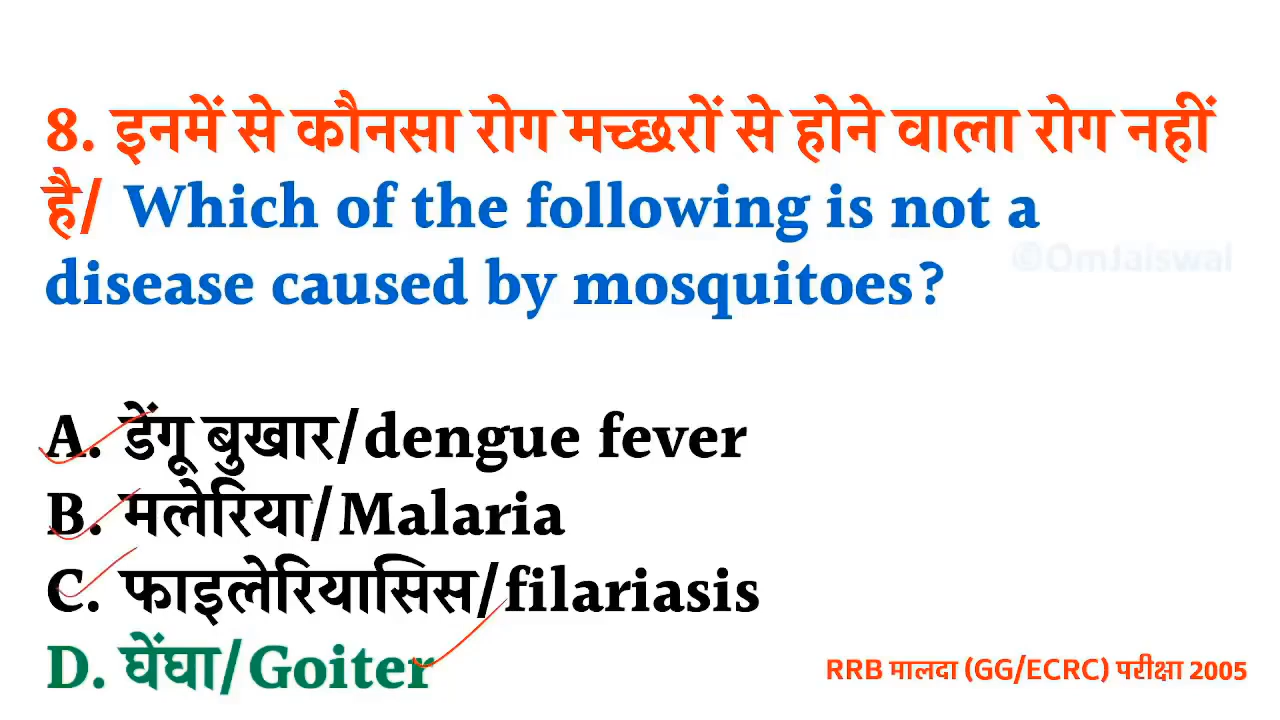 8. इनमें से कौनसा रोग मच्छरों से होने वाला रोग नहीं
है/ Which of the following is not a
©OmJaiswal
disease caused by mosquitoes?
A. डेंगू बुखार/dengue fever
B. मलेरिया/Malaria
C. फाइलेरियासिस/filariasis
D. घेंघा/Goiter
RRB मालदा (GG/ECRC) परीक्षा 2005